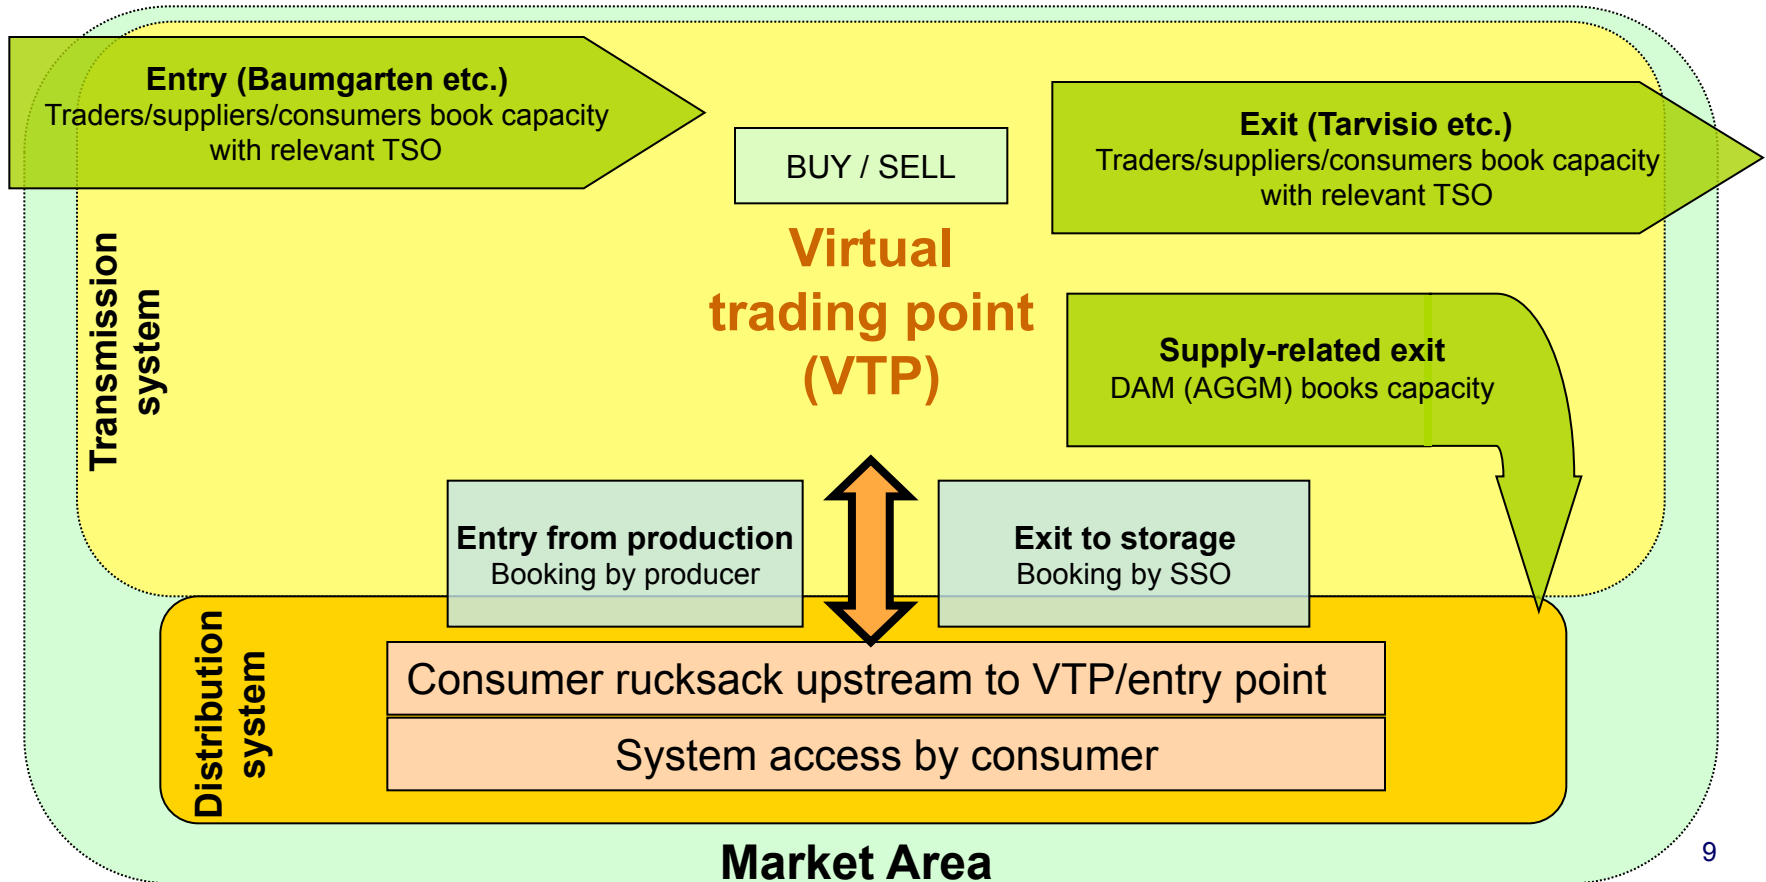 Entry (Baumgarten etc.)
Traders/suppliers/consumers book capacity
with relevant TSO
BUY / SELL
Exit (Tarvisio etc.)
Traders/suppliers/consumers book capacity
with relevant TSO
Virtual
trading point
(VTP)
Transmission
system
Supply-related exit
DAM (AGGM) books capacity
Entry from production
Booking by producer
Exit to storage
Booking by SSO
Distribution
system
Consumer rucksack upstream to VTP/entry point
System access by consumer
Market Area
9